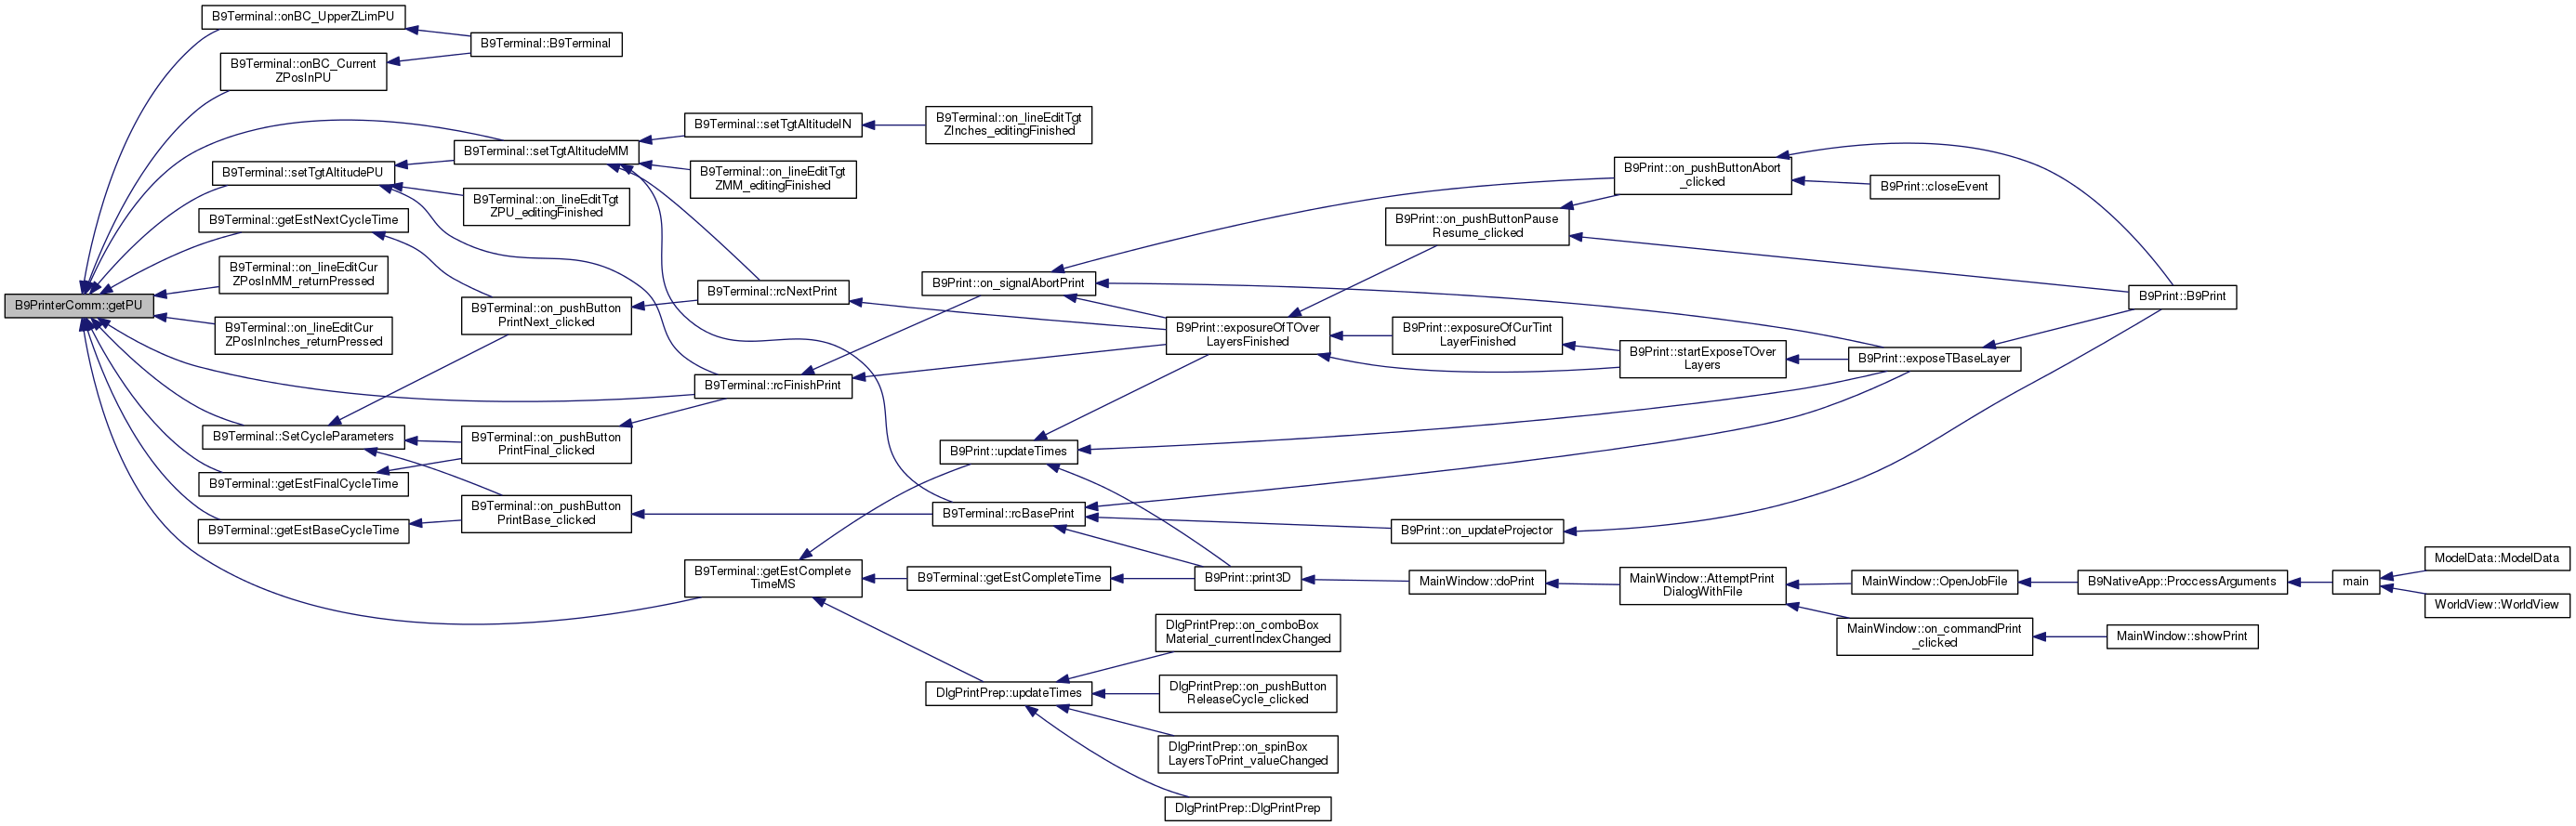 B9Terminal::onBC_UpperZLimPU
B9Terminal::B9Terminal
B9Terminal::onBC_Current
ZPosInPU
B9Terminal::setTgtAltitudeIN
B9Terminal::on_lineEditTgt
ZInches_editingFinished
B9Terminal::setTgtAltitudeMM
B9Terminal::on_lineEditTgt
ZMM_editingFinished
B9Terminal::setTgtAltitudePU
B9Terminal::on_lineEditTgt
ZPU_editingFinished
B9Terminal::getEstNextCycleTime
B9Terminal::on_lineEditCur
ZPosInMM_returnPressed
B9PrinterComm::getPU
B9Terminal::on_lineEditCur
ZPosInInches_returnPressed
B9Terminal::on_pushButton
PrintNext_clicked
B9Terminal::rcNextPrint
B9Terminal::rcFinishPrint
B9Terminal::SetCycleParameters
B9Terminal::on_pushButton
PrintFinal_clicked
B9Terminal::getEstFinalCycleTime
B9Terminal::on_pushButton
PrintBase_clicked
B9Terminal::getEstBaseCycleTime
B9Terminal::getEstComplete
TimeMS
B9Print::on_signalAbortPrint
B9Print::exposureOfTOver
LayersFinished
B9Print::on_pushButtonPause
Resume_clicked
B9Print::on_pushButtonAbort
_clicked
B9Print::closeEvent
B9Print::B9Print
B9Print::exposureOfCurTint
LayerFinished
B9Print::startExposeTOver
Layers
B9Print::exposeTBaseLayer
B9Print::updateTimes
B9Terminal::rcBasePrint
B9Print::on_updateProjector
B9Terminal::getEstCompleteTime
B9Print::print3D
MainWindow::doPrint
MainWindow::AttemptPrint
DialogWithFile
MainWindow::OpenJobFile
B9NativeApp::ProccessArguments
main
ModelData::ModelData
WorldView::WorldView
MainWindow::on_commandPrint
_clicked
MainWindow::showPrint
DlgPrintPrep::on_comboBox
Material_currentIndexChanged
DlgPrintPrep::updateTimes
DlgPrintPrep::on_pushButton
ReleaseCycle_clicked
DlgPrintPrep::on_spinBox
LayersToPrint_valueChanged
DlgPrintPrep::DlgPrintPrep